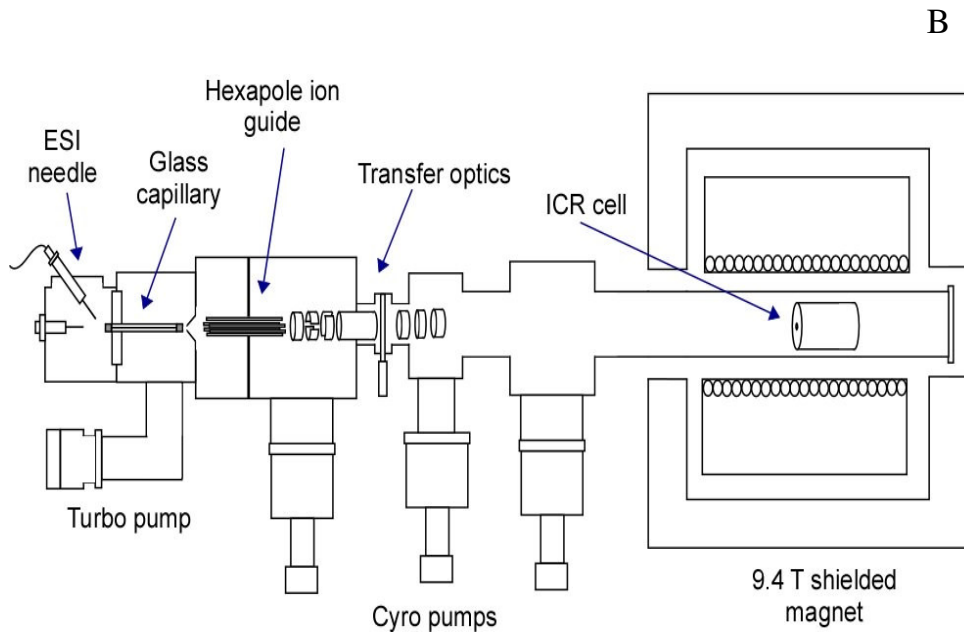 B
Hexapole ion
guide
ESI
needle
Glass
capillary
Transfer optics
ICR cell
Turbo pump
Cyro pumps
9.4 T shielded
magnet